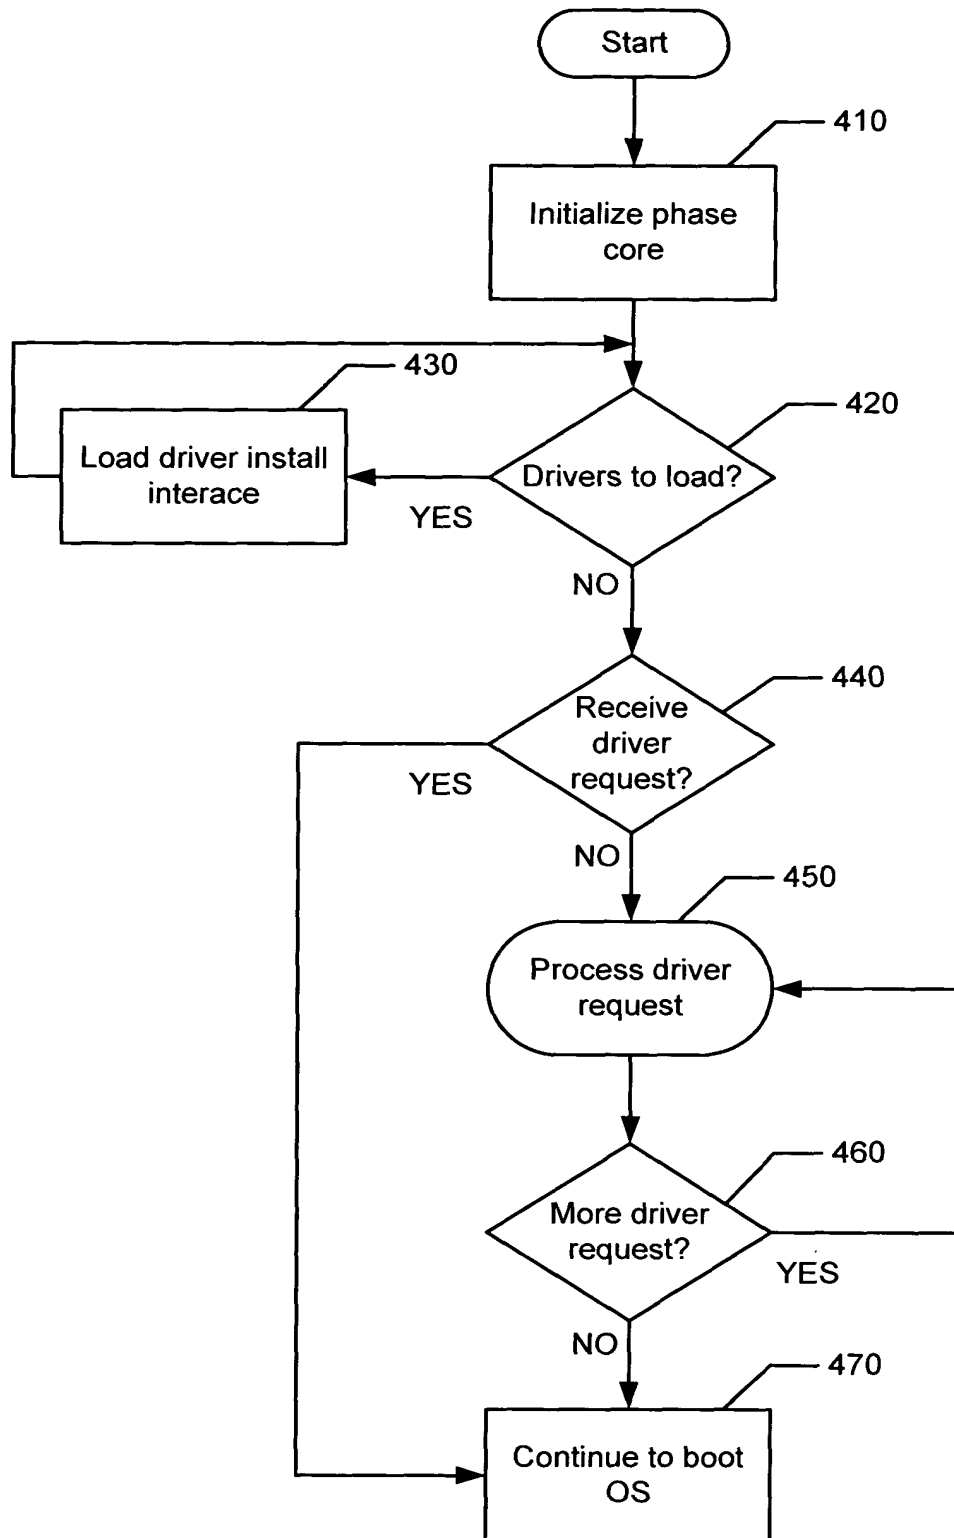 Start
410
Initialize phase
core
430
420
Load driver install
interace
Drivers to load?
YES
NO
440
Receive
driver
request?
YES
NO
450
Process driver
request
460
More driver
request?
YES
NO
470
Continue to boot
OS